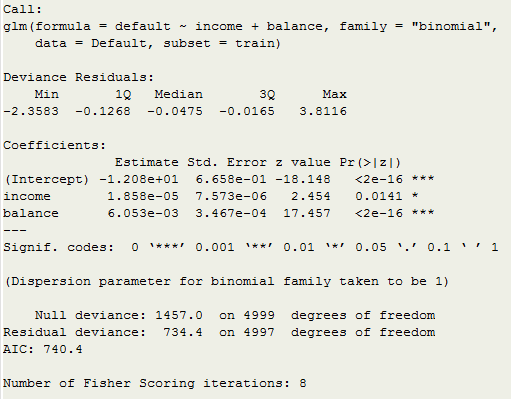 Call:
glm(formula = default ~ income + balance, family = "binomial",
    data = Default, subset = train)

Deviance Residuals:
    Min       1Q   Median       3Q      Max
-2.3583  -0.1268  -0.0475  -0.0165   3.8116

Coefficients:
              Estimate Std. Error z value Pr(>|z|)
(Intercept) -1.208e+01  6.658e-01 -18.148   <2e-16 ***
income       1.858e-05  7.573e-06   2.454   0.0141 *
balance      6.053e-03  3.467e-04  17.457   <2e-16 ***
---
Signif. codes:  0 ‘***’ 0.001 ‘**’ 0.01 ‘*’ 0.05 ‘.’ 0.1 ‘ ’ 1

(Dispersion parameter for binomial family taken to be 1)

    Null deviance: 1457.0  on 4999  degrees of freedom
Residual deviance:  734.4  on 4997  degrees of freedom
AIC: 740.4

Number of Fisher Scoring iterations: 8